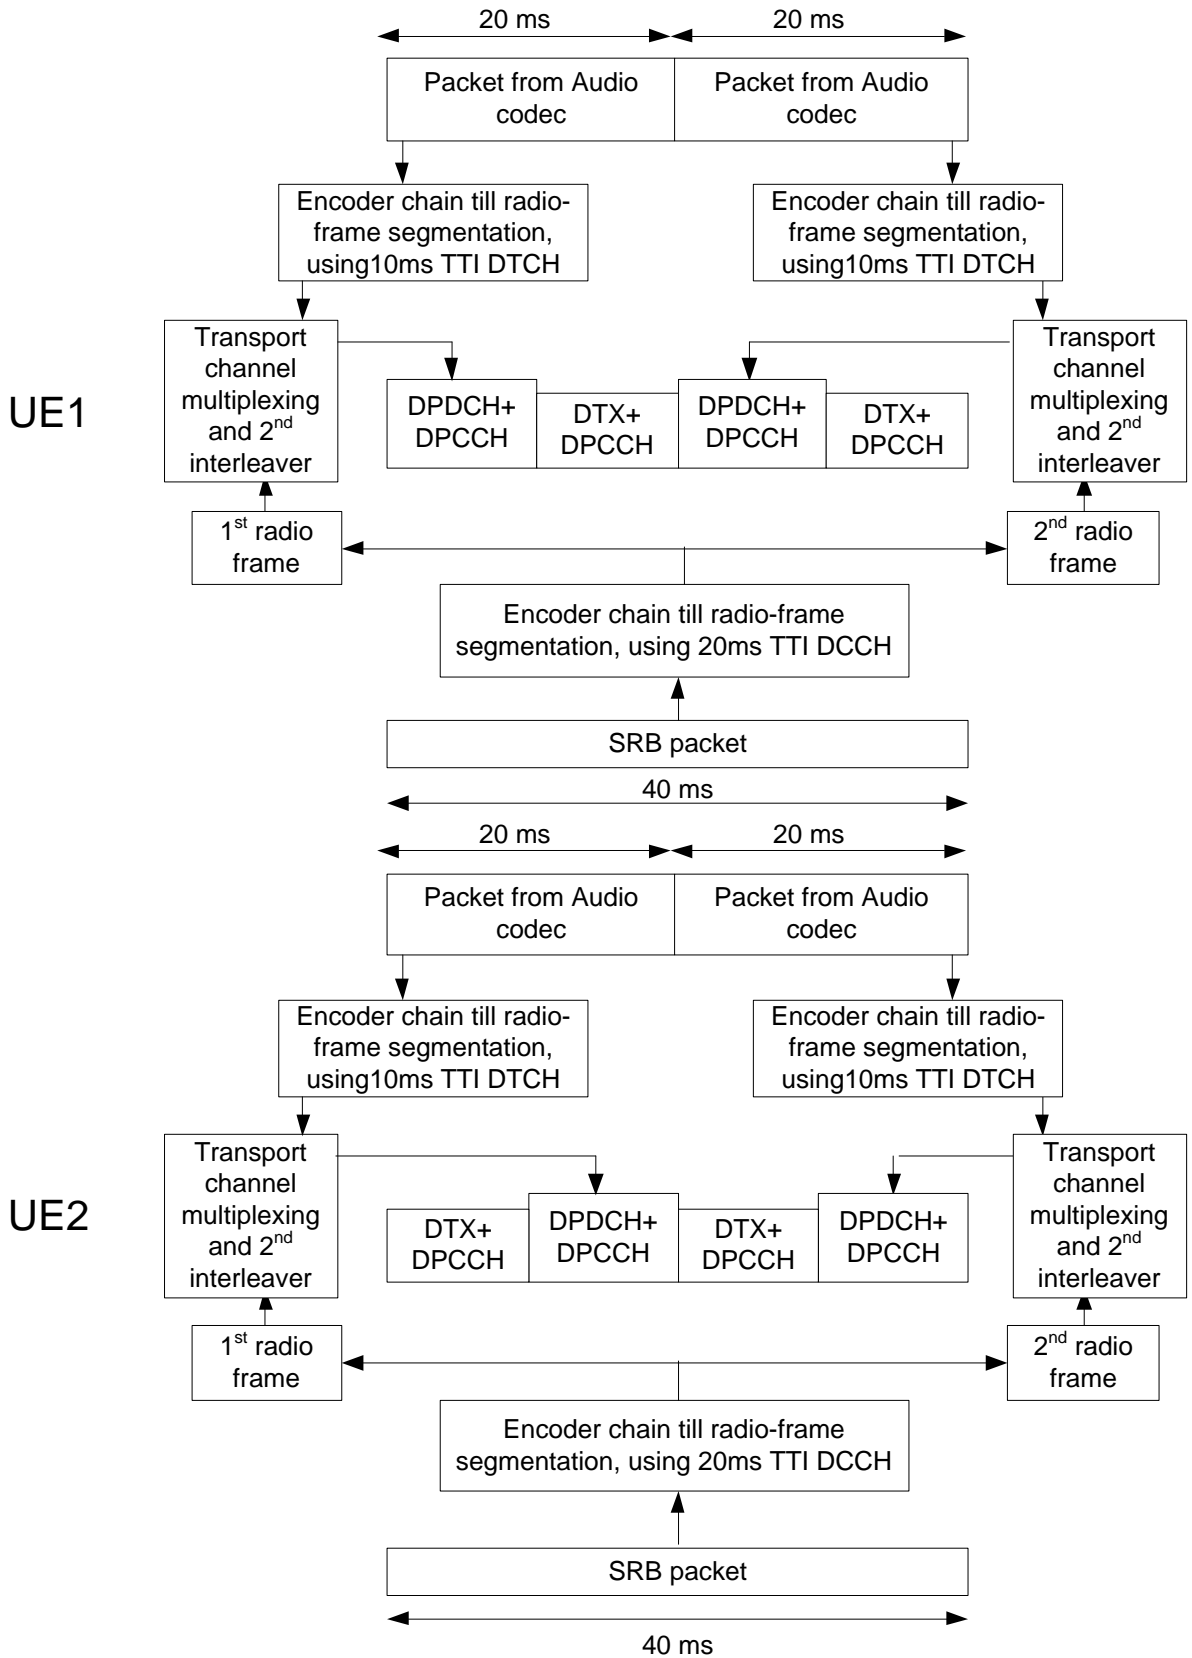 20 ms
20 ms
Packet from Audio
codec
Packet from Audio
codec
Encoder chain till radio-
frame segmentation,
using10ms TTI DTCH
Encoder chain till radio-
frame segmentation,
using10ms TTI DTCH
UE1
Transport
channel
multiplexing
and 2nd
interleaver
DPDCH+
DPCCH
DTX+
DPCCH
DPDCH+
DPCCH
DTX+
DPCCH
Transport
channel
multiplexing
and 2nd
interleaver
1st radio
frame
2nd radio
frame
Encoder chain till radio-frame
segmentation, using 20ms TTI DCCH
SRB packet
40 ms
20 ms
20 ms
Packet from Audio
codec
Packet from Audio
codec
Encoder chain till radio-
frame segmentation,
using10ms TTI DTCH
Encoder chain till radio-
frame segmentation,
using10ms TTI DTCH
UE2
Transport
channel
multiplexing
and 2nd
interleaver
DTX+
DPCCH
DPDCH+
DPCCH
DTX+
DPCCH
DPDCH+
DPCCH
Transport
channel
multiplexing
and 2nd
interleaver
1st radio
frame
2nd radio
frame
Encoder chain till radio-frame
segmentation, using 20ms TTI DCCH
SRB packet
40 ms